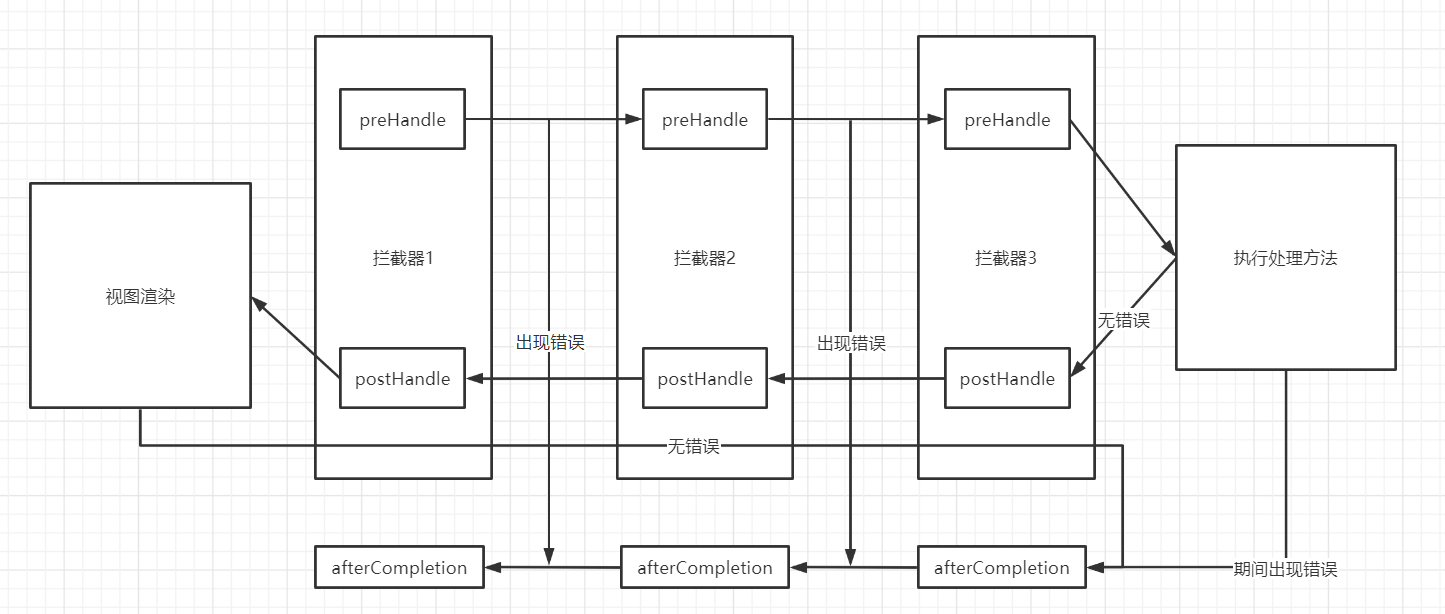 preHandle
preHandle
preHandle
拦截器1
拦截器2
拦截器3
执行处理方法
视图渲染
无错误
出现错误
出现错误
postHandle
postHandle
postHandle
无错误
afterCompletion
afterCompletion
afterCompletion
期间出现错误